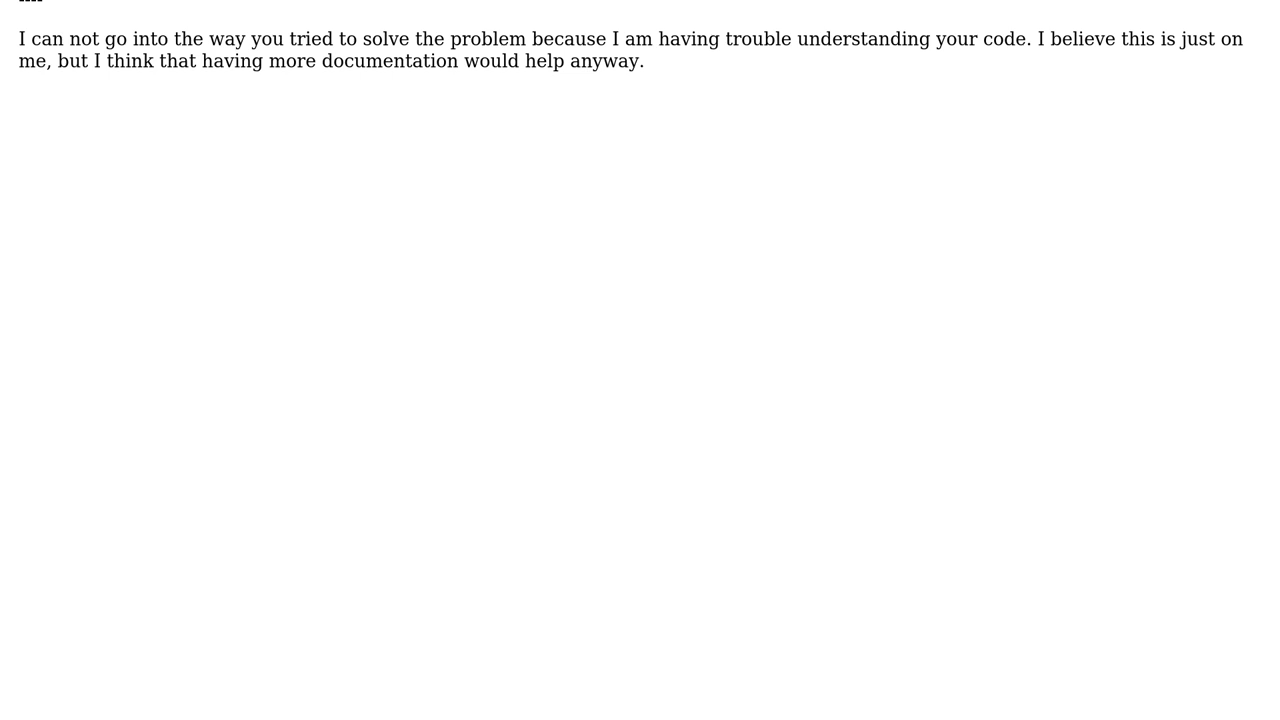 I can not go into the way you tried to solve the problem because I am having trouble understanding your code. I believe this is just on
me, but I think that having more documentation would help anyway.